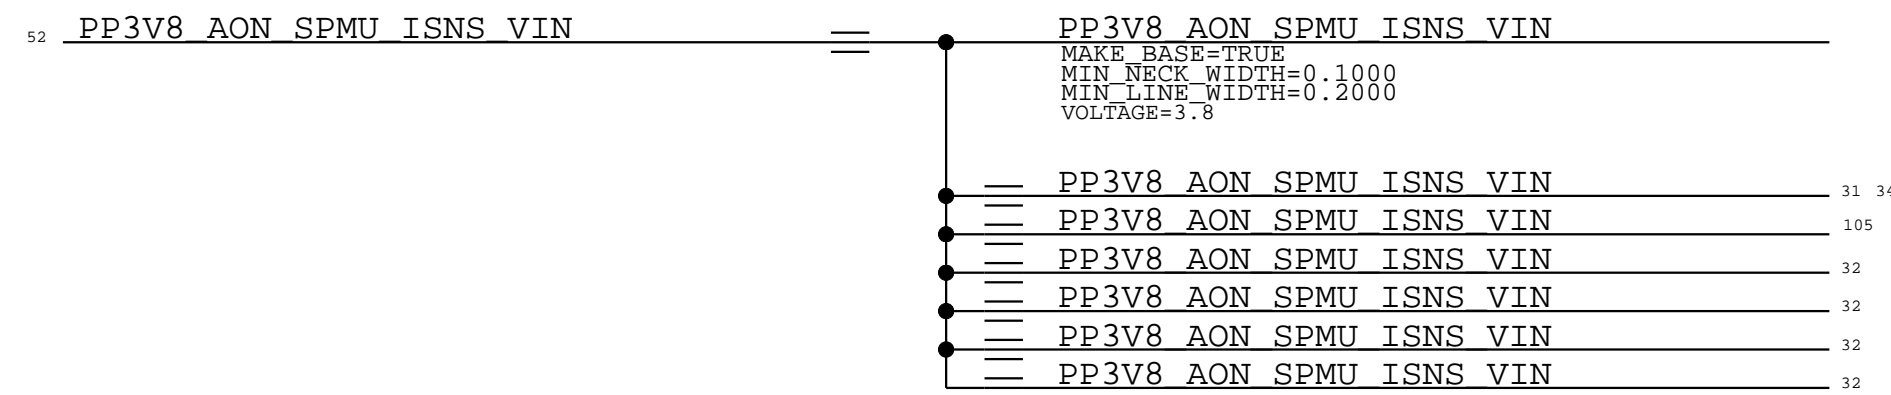 52 PP3V8_AON_SPMU_ISNS_VIN PP3V8_AON_SPMU_ISNS_VIN
MAKE_BASE=TRUE
MIN_NECK_WIDTH=0.1000
MIN_LINE_WIDTH=0.2000
VOLTAGE=3.8
PP3V8_AON_SPMU_ISNS_VIN 31 34
PP3V8_AON_SPMU_ISNS_VIN 105
PP3V8_AON_SPMU_ISNS_VIN 32
PP3V8_AON_SPMU_ISNS_VIN 32
PP3V8_AON_SPMU_ISNS_VIN 32
PP3V8_AON_SPMU_ISNS_VIN 32